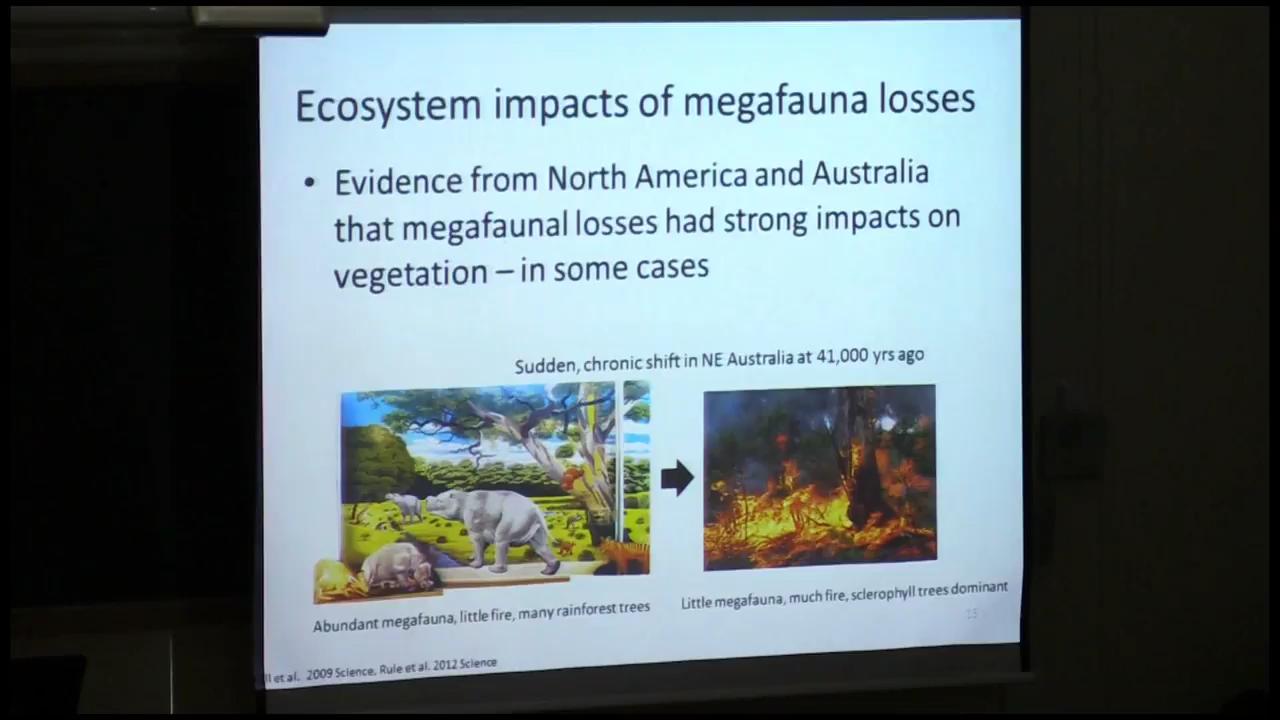 Ecosystem impacts of megafauna losses
• Evidence from North America and Australia
that megafaunal losses had strong impacts on
vegetation – in some cases
Sudden, chronic shift in NE Australia at 41,000 yrs ago
Abundant megafauna, little fire, many rainforest trees
Little megafauna, much fire, sclerophyll trees dominant
ll et al. 2009 Science, Rule et al. 2012 Science